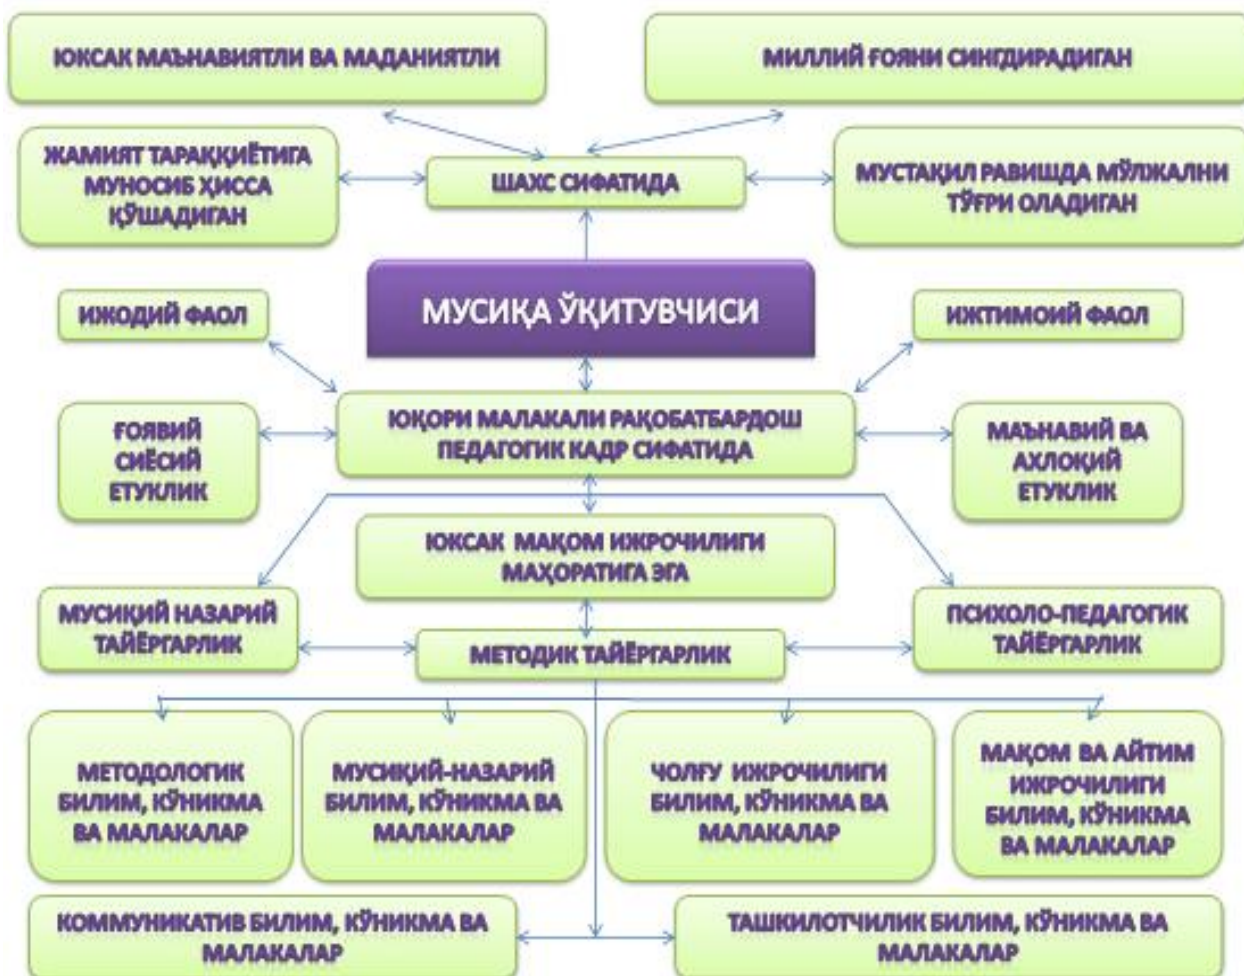 ЮКСАК МАЪНАВИЯТЛИ ВА МАДАНИЯТЛИ
МИЛЛИЙ ҒОЯНИ СИНГДИРАДИГАН
ЖАМИЯТ ТАРАҚҚИЁТИГА
МУНОСИБ ҲИССА
ҚЎШАДИГАН
ШАХС СИФАТИДА
МУСТАҚИЛ РАВИШДА МЎЛЖАЛНИ
ТЎҒРИ ОЛАДИГАН
МУСИҚА ЎҚИТУВЧИСИ
ИЖОДИЙ ФАОЛ
ИЖТИМОИЙ ФАОЛ
ЮҚОРИ МАЛАКАЛИ РАҚОБАТБАРДОШ
ПЕДАГОГИК КАДР СИФАТИДА
ҒОЯВИЙ
СИЁСИЙ
ЕТУКЛИК
МАЪНАВИЙ ВА
АХЛОҚИЙ
ЕТУКЛИК
ЮКСАК МАҚОМ ИЖРОЧИЛИГИ
МАҲОРАТИГА ЭГА
МУСИҚИЙ НАЗАРИЙ
ТАЙЁРГАРЛИК
МЕТОДИК ТАЙЁРГАРЛИК
ПСИХОЛО-ПЕДАГОГИК
ТАЙЁРГАРЛИК
МЕТОДОЛОГИК
БИЛИМ, КЎНИКМА
ВА МАЛАКАЛАР
МУСИҚИЙ-НАЗАРИЙ
БИЛИМ, КЎНИКМА ВА
МАЛАКАЛАР
ЧОЛҒУ ИЖРОЧИЛИГИ
БИЛИМ, КЎНИКМА ВА
МАЛАКАЛАР
МАҚОМ ВА АЙТИМ
ИЖРОЧИЛИГИ
БИЛИМ, КЎНИКМА
ВА МАЛАКАЛАР
КОММУНИКАТИВ БИЛИМ, КЎНИКМА ВА
МАЛАКАЛАР
ТАШКИЛОТЧИЛИК БИЛИМ, КЎНИКМА ВА
МАЛАКАЛАР